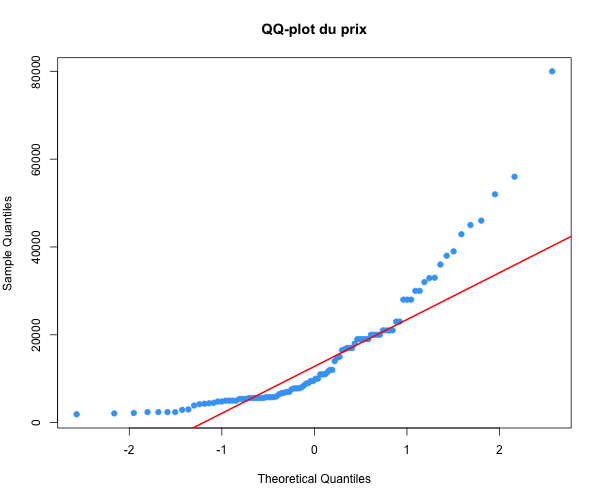 QQ-plot du prix
Sample Quantiles
80000
60000
40000
20000
0
-2 -1 0 1 2
Theoretical Quantiles